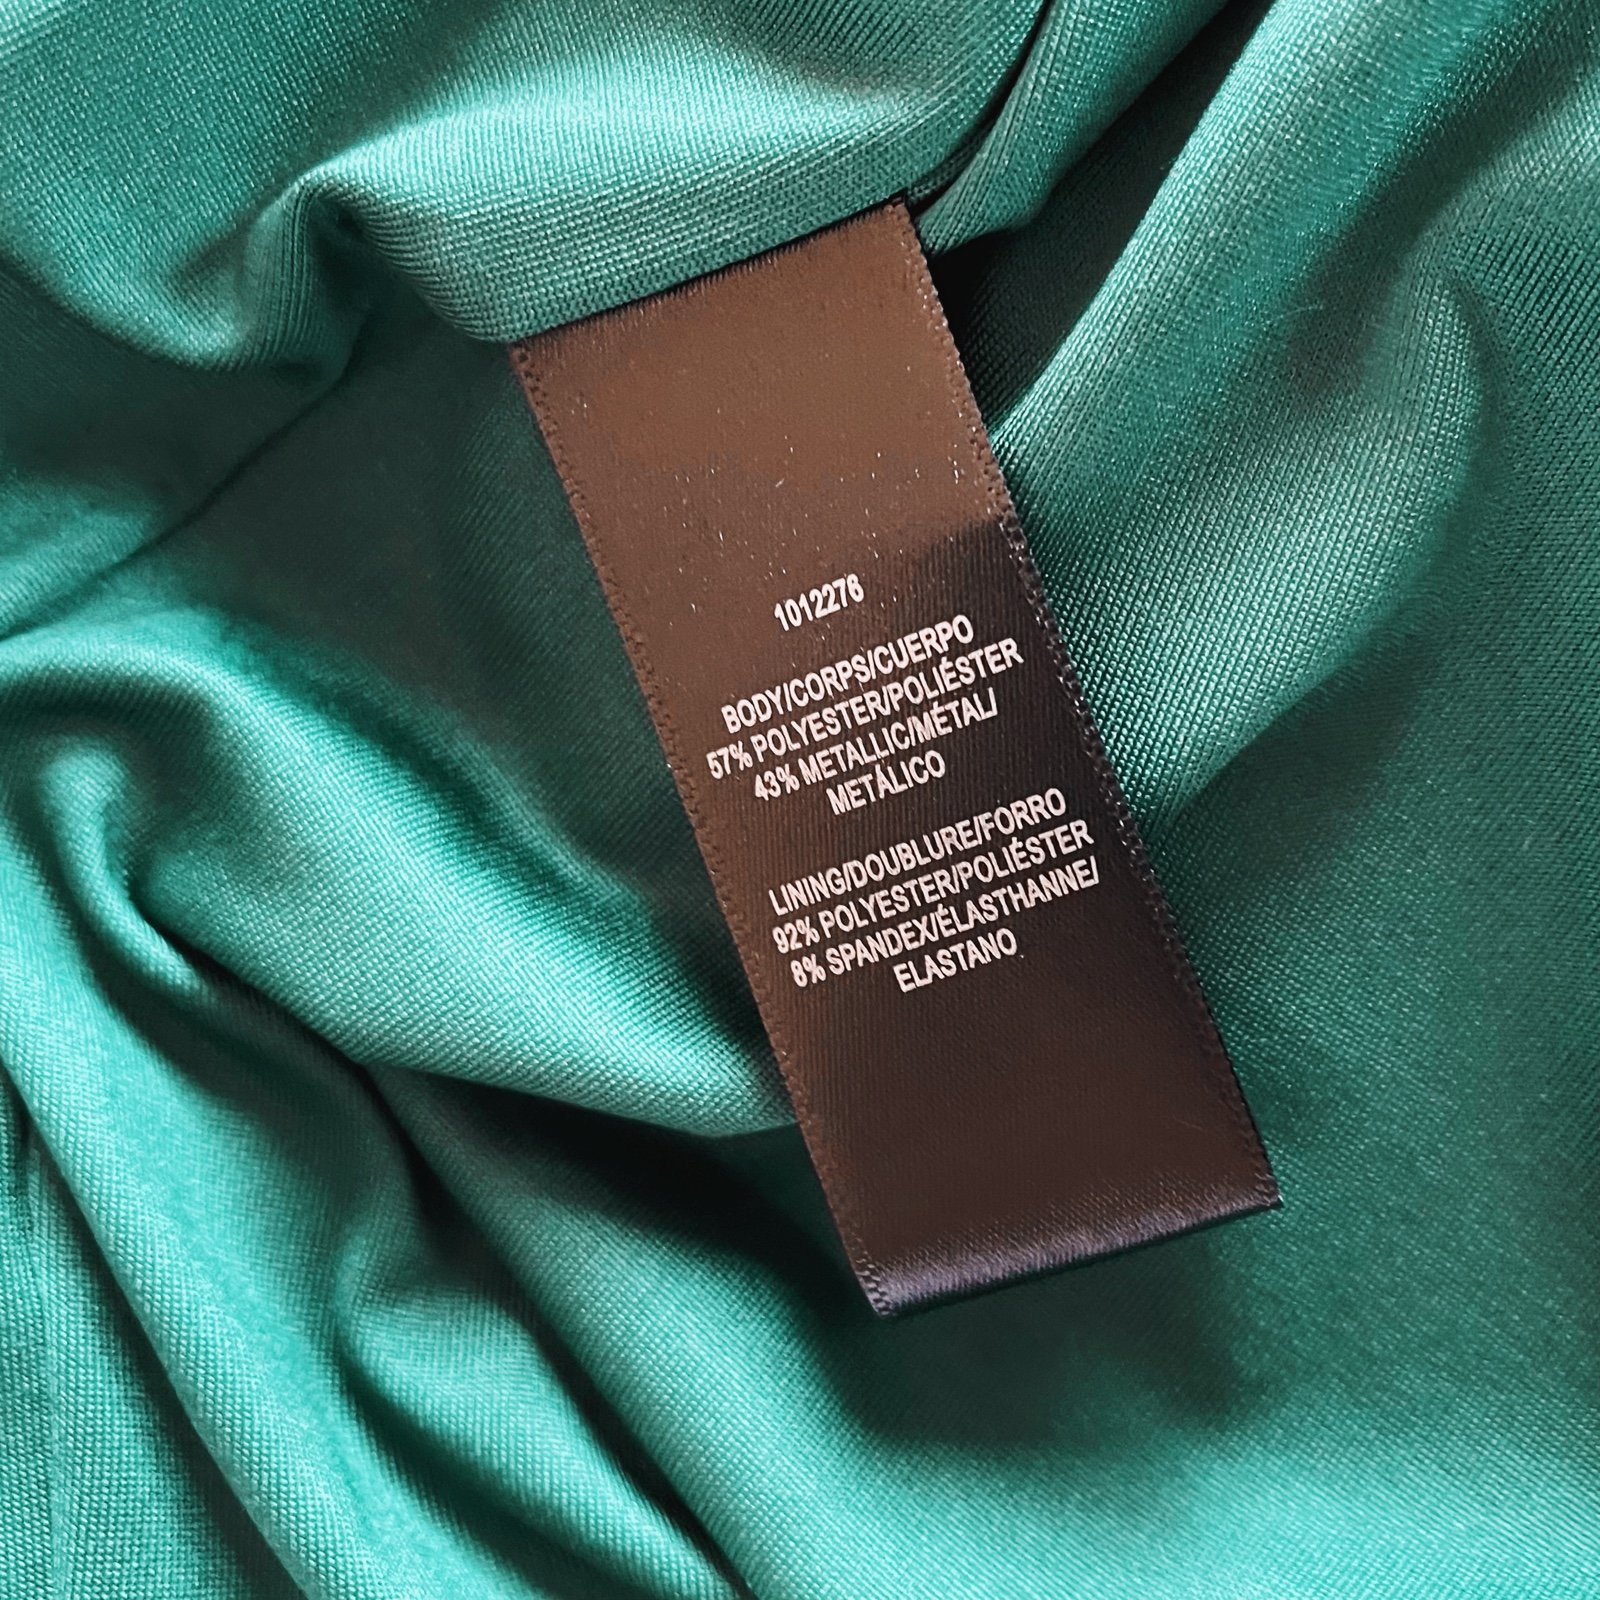 1012276
BODY/CORPS/CUERPO
57% POLYESTER/POLIÉSTER
43% METALLIC/MÉTAL/
METÁLICO
LINING/DOUBLURE/FORRO
92% POLYESTER/POLIÉSTER
8% SPANDEX/ÉLASTHANNE/
ELASTANO